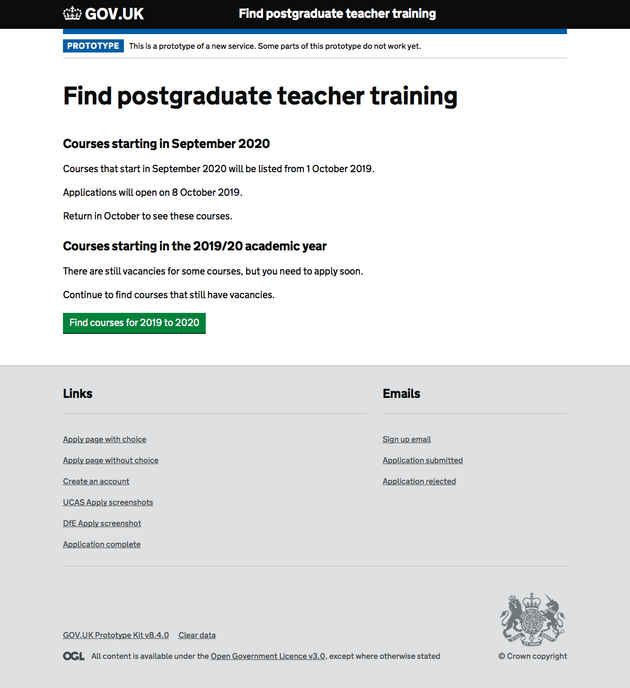 GOV.UK Find postgraduate teacher training
PROTOTYPE This is a prototype of a new service. Some parts of this prototype do not work yet.
Find postgraduate teacher training
Courses starting in September 2020
Courses that start in September 2020 will be listed from 1 October 2019.
Applications will open on 8 October 2019.
Return in October to see these courses.
Courses starting in the 2019/20 academic year
There are still vacancies for some courses, but you need to apply soon.
Continue to find courses that still have vacancies.
Find courses for 2019 to 2020
Links
Apply page with choice
Apply page without choice
Create an account
UCAS Apply screenshots
DfE Apply screenshot
Application complete
Emails
Sign up email
Application submitted
Application rejected
GOV.UK Prototype Kit v8.4.0 Clear data
OGL All content is available under the Open Government Licence v3.0, except where otherwise stated
© Crown copyright